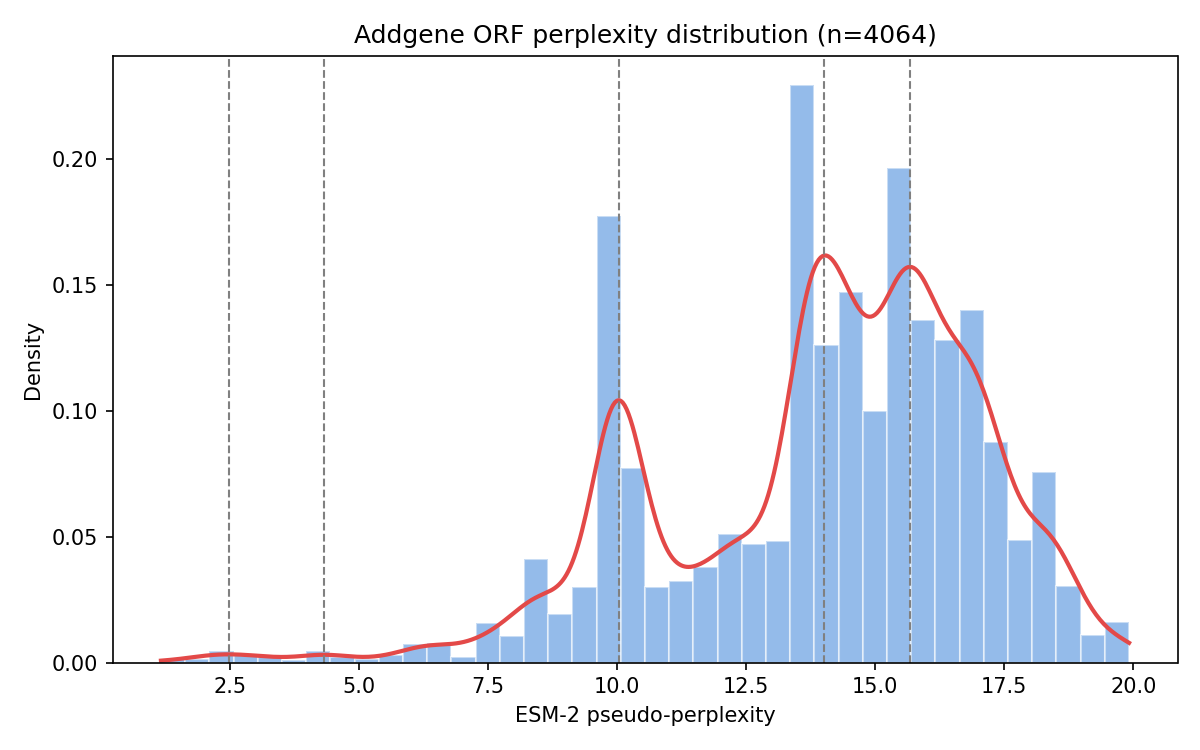 Addgene ORF perplexity distribution (n=4064)
Density
0.20
0.15
0.10
0.05
0.00
2.5 5.0 7.5 10.0 12.5 15.0 17.5 20.0
ESM-2 pseudo-perplexity